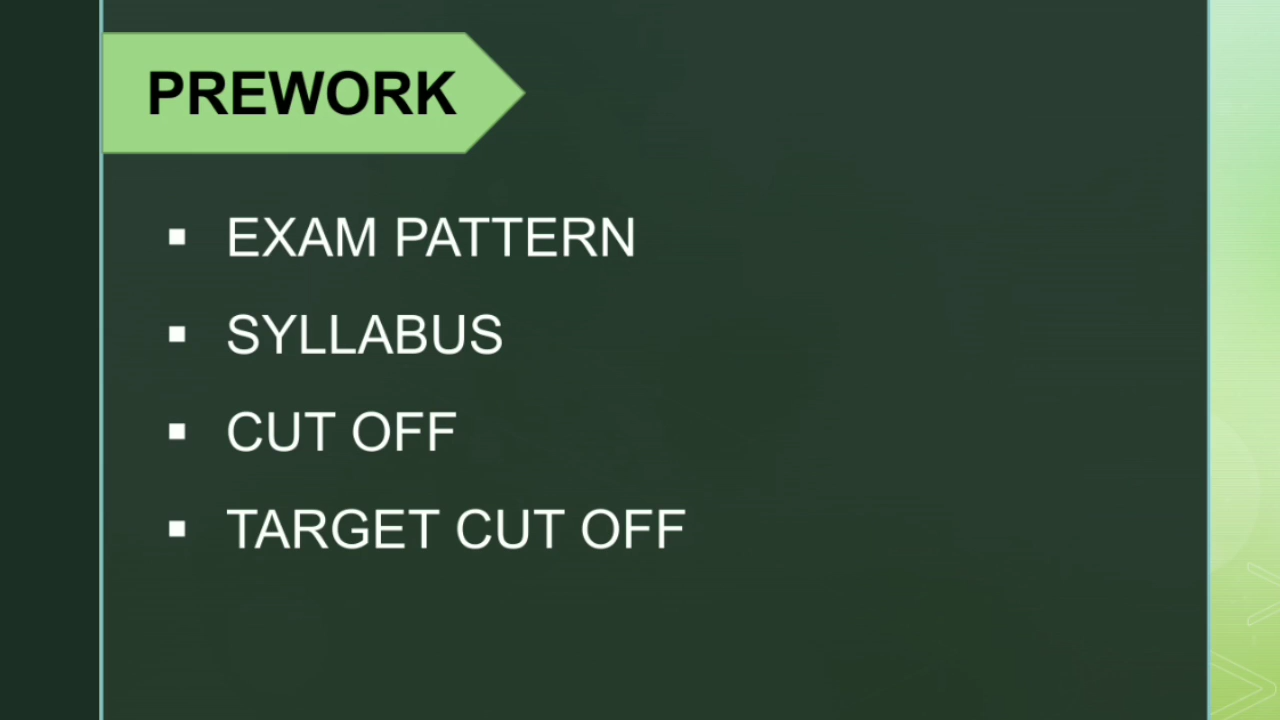 PREWORK
▪ EXAM PATTERN
▪ SYLLABUS
▪ CUT OFF
▪ TARGET CUT OFF